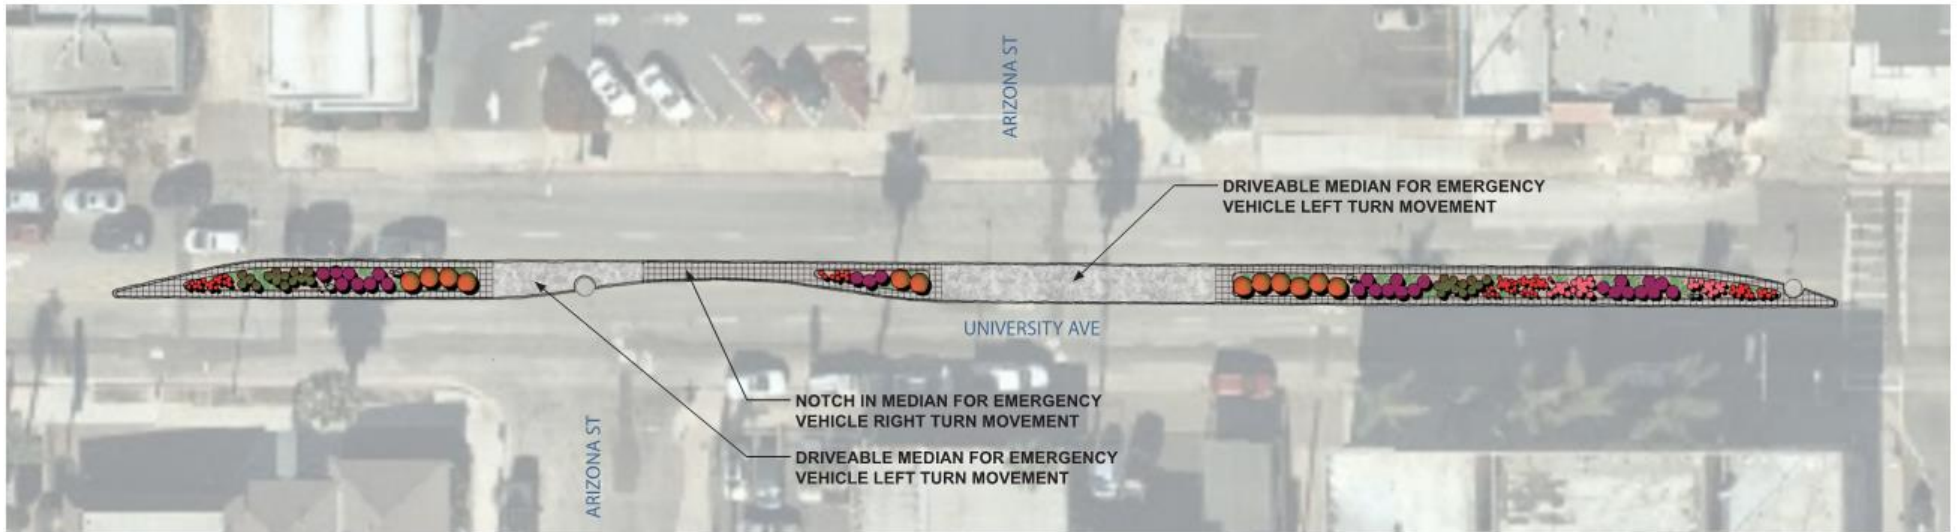 ARIZONA ST
DRIVEABLE MEDIAN FOR EMERGENCY
VEHICLE LEFT TURN MOVEMENT
UNIVERSITY AVE
NOTCH IN MEDIAN FOR EMERGENCY
VEHICLE RIGHT TURN MOVEMENT
ARIZONA ST
DRIVEABLE MEDIAN FOR EMERGENCY
VEHICLE LEFT TURN MOVEMENT